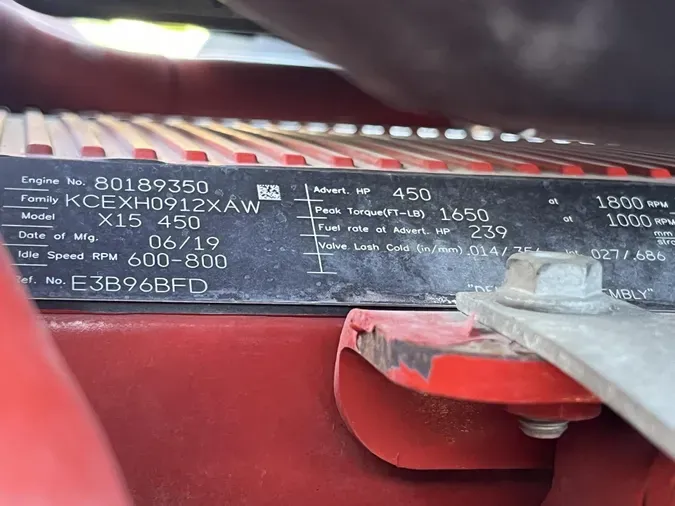 Engine No. 80189350
Family KCEXH0912XAW
Model X15 450
Date of Mfg. 06/19
Idle Speed RPM 600-800
Ref. No. E3B96BFD
Advert. HP 450 at 1800 RPM
Peak Torque(FT-LB) 1650 at 1000 RPM
Fuel rate at Advert. HP 239 mm
Valve Lash Cold (in/mm) .014/ Int .027/.686